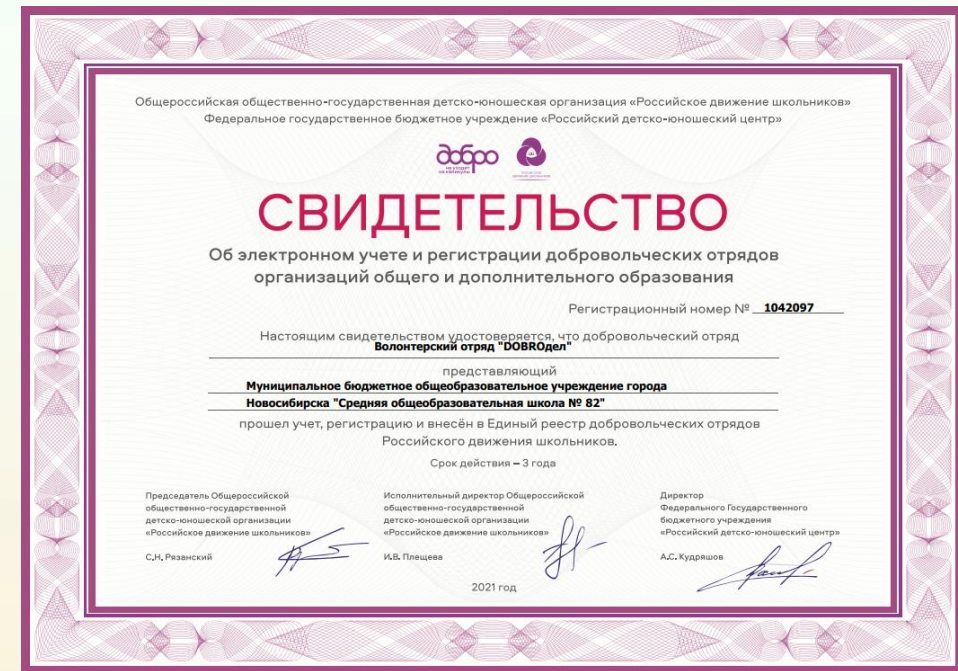 Общероссийская общественно-государственная детско-юношеская организация «Российское движение школьников»
Федеральное государственное бюджетное учреждение «Российский детско-юношеский центр»
добро
не уходит
на каникулы
СВИДЕТЕЛЬСТВО
Об электронном учете и регистрации добровольческих отрядов
организаций общего и дополнительного образования
Регистрационный номер № 1042097
Настоящим свидетельством удостоверяется, что добровольческий отряд
Волонтерский отряд "DOBROдел"
представляющий
Муниципальное бюджетное общеобразовательное учреждение города
Новосибирска "Средняя общеобразовательная школа № 82"
прошел учет, регистрацию и внесён в Единый реестр добровольческих отрядов
Российского движения школьников.
Срок действия – 3 года
Председатель Общероссийской
общественно-государственной
детско-юношеской организации
«Российское движение школьников»
С.Н. Рязанский
Исполнительный директор Общероссийской
общественно-государственной
детско-юношеской организации
«Российское движение школьников»
И.В. Плещева
Директор
Федерального Государственного
бюджетного учреждения
«Российский детско-юношеский центр»
А.С. Кудряшов
2021 год